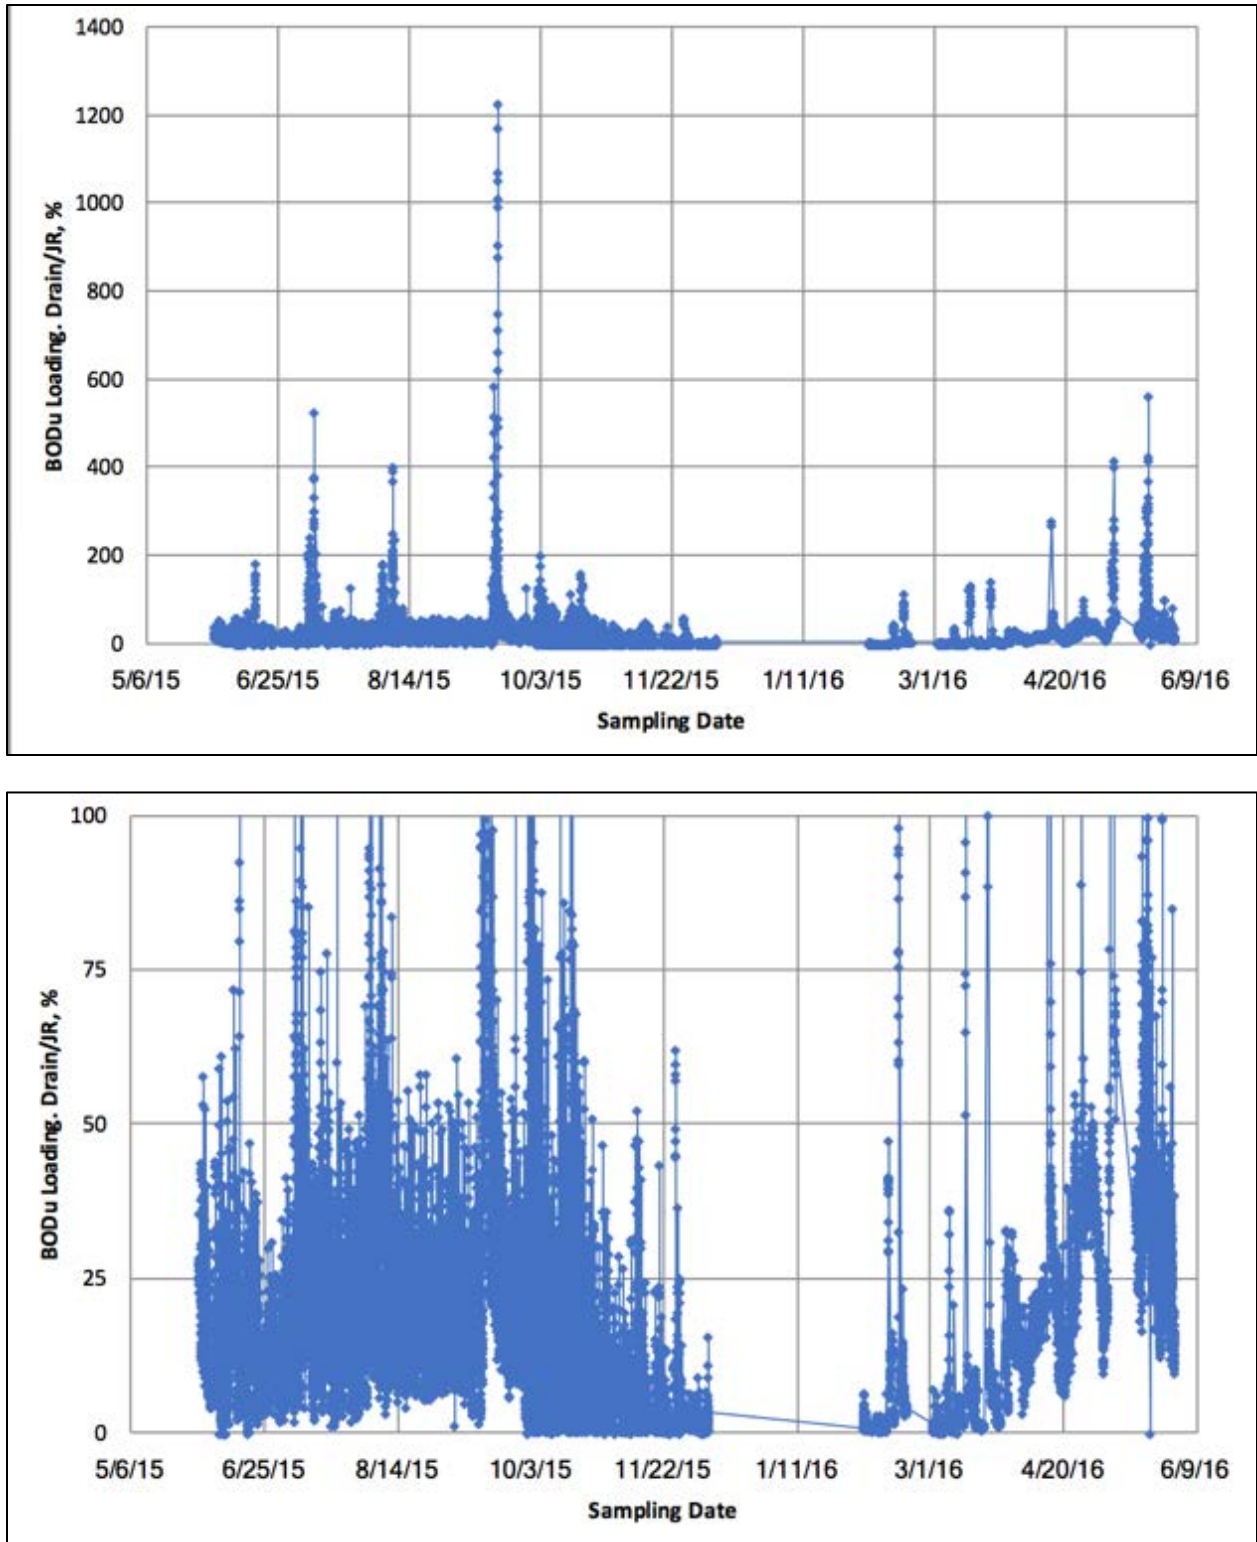 1400
1200
1000
800
600
400
200
0
BODu Loading. Drain/JR, %
5/6/15 6/25/15 8/14/15 10/3/15 11/22/15 1/11/16 3/1/16 4/20/16 6/9/16
Sampling Date
100
75
50
25
0
BODu Loading. Drain/JR, %
5/6/15 6/25/15 8/14/15 10/3/15 11/22/15 1/11/16 3/1/16 4/20/16 6/9/16
Sampling Date